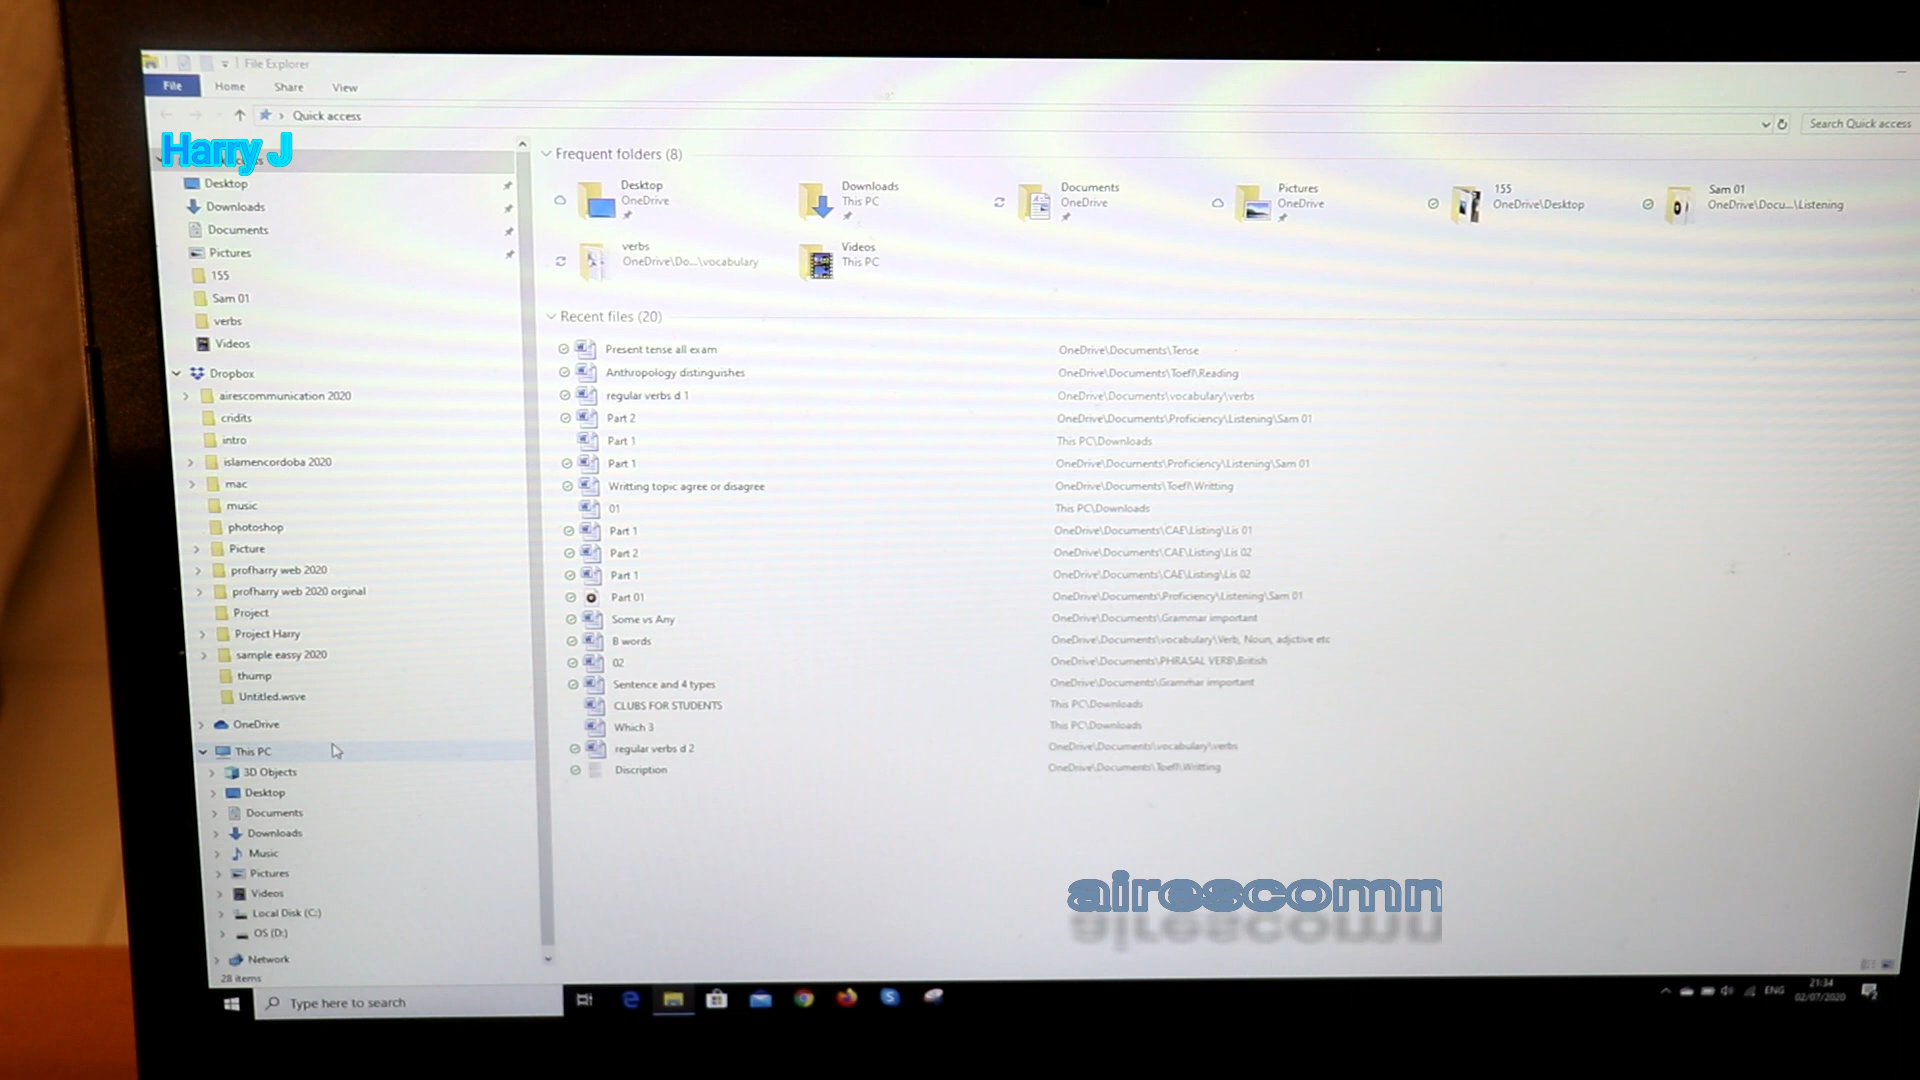 File Explorer
File Home Share View
Quick access
Search Quick access
Harry J
Desktop
Downloads
Documents
Pictures
155
Sam 01
verbs
Videos
Dropbox
airescommunication 2020
cridits
intro
islamencordoba 2020
mac
music
photoshop
Picture
profharry web 2020
profharry web 2020 orginal
Project
Project Harry
sample eassy 2020
thump
Untitled.wsve
OneDrive
This PC
3D Objects
Desktop
Documents
Downloads
Music
Pictures
Videos
Local Disk (C:)
OS (D:)
Network
28 items
Frequent folders (8)
Desktop
OneDrive
Downloads
This PC
Documents
OneDrive
Pictures
OneDrive
155
OneDrive\Desktop
Sam 01
OneDrive\Docu...\Listening
verbs
OneDrive\Do...\vocabulary
Videos
This PC
Recent files (20)
Present tense all exam OneDrive\Documents\Tense
Anthropology distinguishes OneDrive\Documents\Toefl\Reading
regular verbs d 1 OneDrive\Documents\vocabulary\verbs
Part 2 OneDrive\Documents\Proficiency\Listening\Sam 01
Part 1 This PC\Downloads
Part 1 OneDrive\Documents\Proficiency\Listening\Sam 01
Writting topic agree or disagree OneDrive\Documents\Toefl\Writting
01 This PC\Downloads
Part 1 OneDrive\Documents\CAE\Listing\Lis 01
Part 2 OneDrive\Documents\CAE\Listing\Lis 02
Part 1 OneDrive\Documents\CAE\Listing\Lis 02
Part 01 OneDrive\Documents\Proficiency\Listening\Sam 01
Some vs Any OneDrive\Documents\Grammar important
B words OneDrive\Documents\vocabulary\Verb, Noun, adjctive etc
02 OneDrive\Documents\PHRASAL VERB\British
Sentence and 4 types OneDrive\Documents\Grammar important
CLUBS FOR STUDENTS This PC\Downloads
Which 3 This PC\Downloads
regular verbs d 2 OneDrive\Documents\vocabulary\verbs
Discription OneDrive\Documents\Toefl\Writting
airescomn
Type here to search
ENG
21:34
02/07/2020